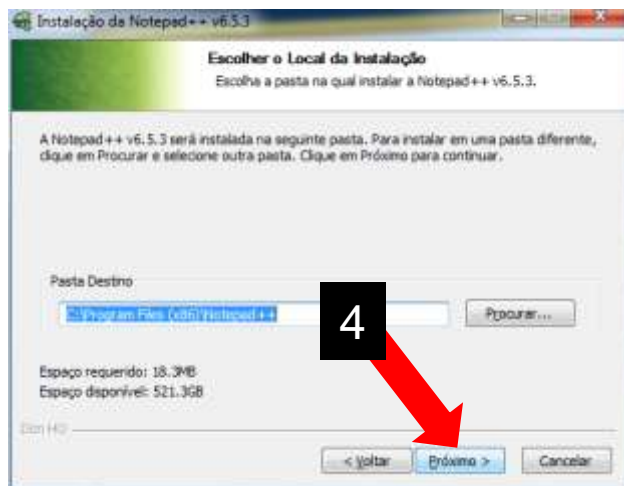 Instalação da Notepad++ v6.5.3
Escolher o Local da Instalação
Escolha a pasta na qual instalar a Notepad++ v6.5.3.
A Notepad++ v6.5.3 será instalada na seguinte pasta. Para instalar em uma pasta diferente,
clique em Procurar e selecione outra pasta. Clique em Próximo para continuar.
Pasta Destino
C:\Program Files (x86)\Notepad++
4
Procurar...
Espaço requerido: 18.3MB
Espaço disponível: 521.3GB
Don HO
< Voltar Próximo > Cancelar